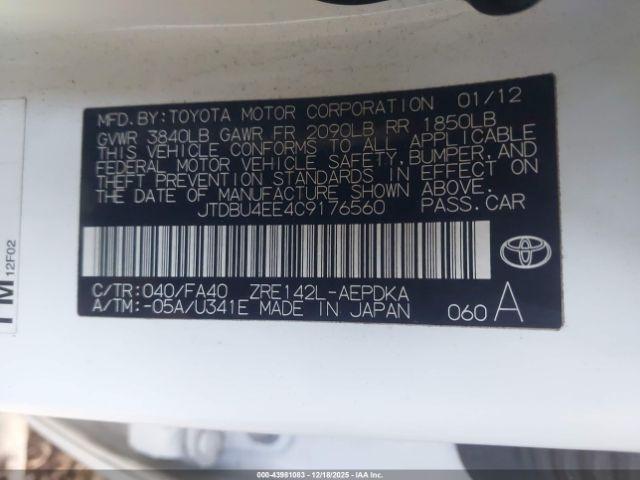 MFD.BY:TOYOTA MOTOR CORPORATION 01/12
GVWR 3840LB GAWR FR 2090LB RR 1850LB
THIS VEHICLE CONFORMS TO ALL APPLICABLE
FEDERAL MOTOR VEHICLE SAFETY, BUMPER, AND
THEFT PREVENTION STANDARDS IN EFFECT ON
THE DATE OF MANUFACTURE SHOWN ABOVE.
JTDBU4EE4C9176560 PASS.CAR
C/TR:040/FA40 ZRE142L-AEPDKA
A/TM:-05A/U341E MADE IN JAPAN 060 A
12F02
00-43981083 | 12/18/2025 - Copyright © IAA, LLC